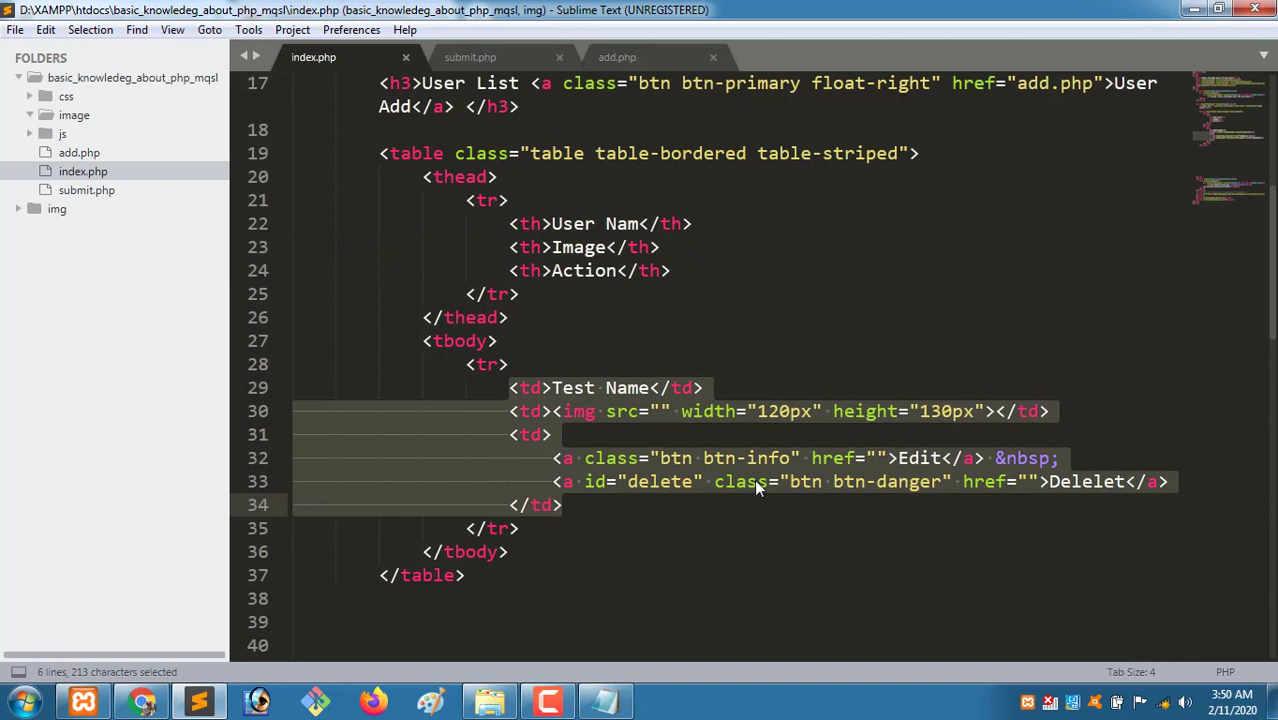 D:\XAMPP\htdocs\basic_knowledeg_about_php_mqsl\index.php (basic_knowledeg_about_php_mqsl, img) - Sublime Text (UNREGISTERED)
File Edit Selection Find View Goto Tools Project Preferences Help
FOLDERS
basic_knowledeg_about_php_mqsl
css
image
js
add.php
index.php
submit.php
img
index.php × submit.php × add.php ×
17 <h3>User List <a class="btn btn-primary float-right" href="add.php">User
Add</a> </h3>
18
19 <table class="table table-bordered table-striped">
20 <thead>
21 <tr>
22 <th>User Nam</th>
23 <th>Image</th>
24 <th>Action</th>
25 </tr>
26 </thead>
27 <tbody>
28 <tr>
29 <td>Test Name</td>
30 <td><img src="" width="120px" height="130px"></td>
31 <td>
32 <a class="btn btn-info" href="">Edit</a> &nbsp;
33 <a id="delete" class="btn btn-danger" href="">Delelet</a>
34 </td>
35 </tr>
36 </tbody>
37 </table>
38
39
40
6 lines, 213 characters selected
Tab Size: 4
PHP
3:50 AM
2/11/2020